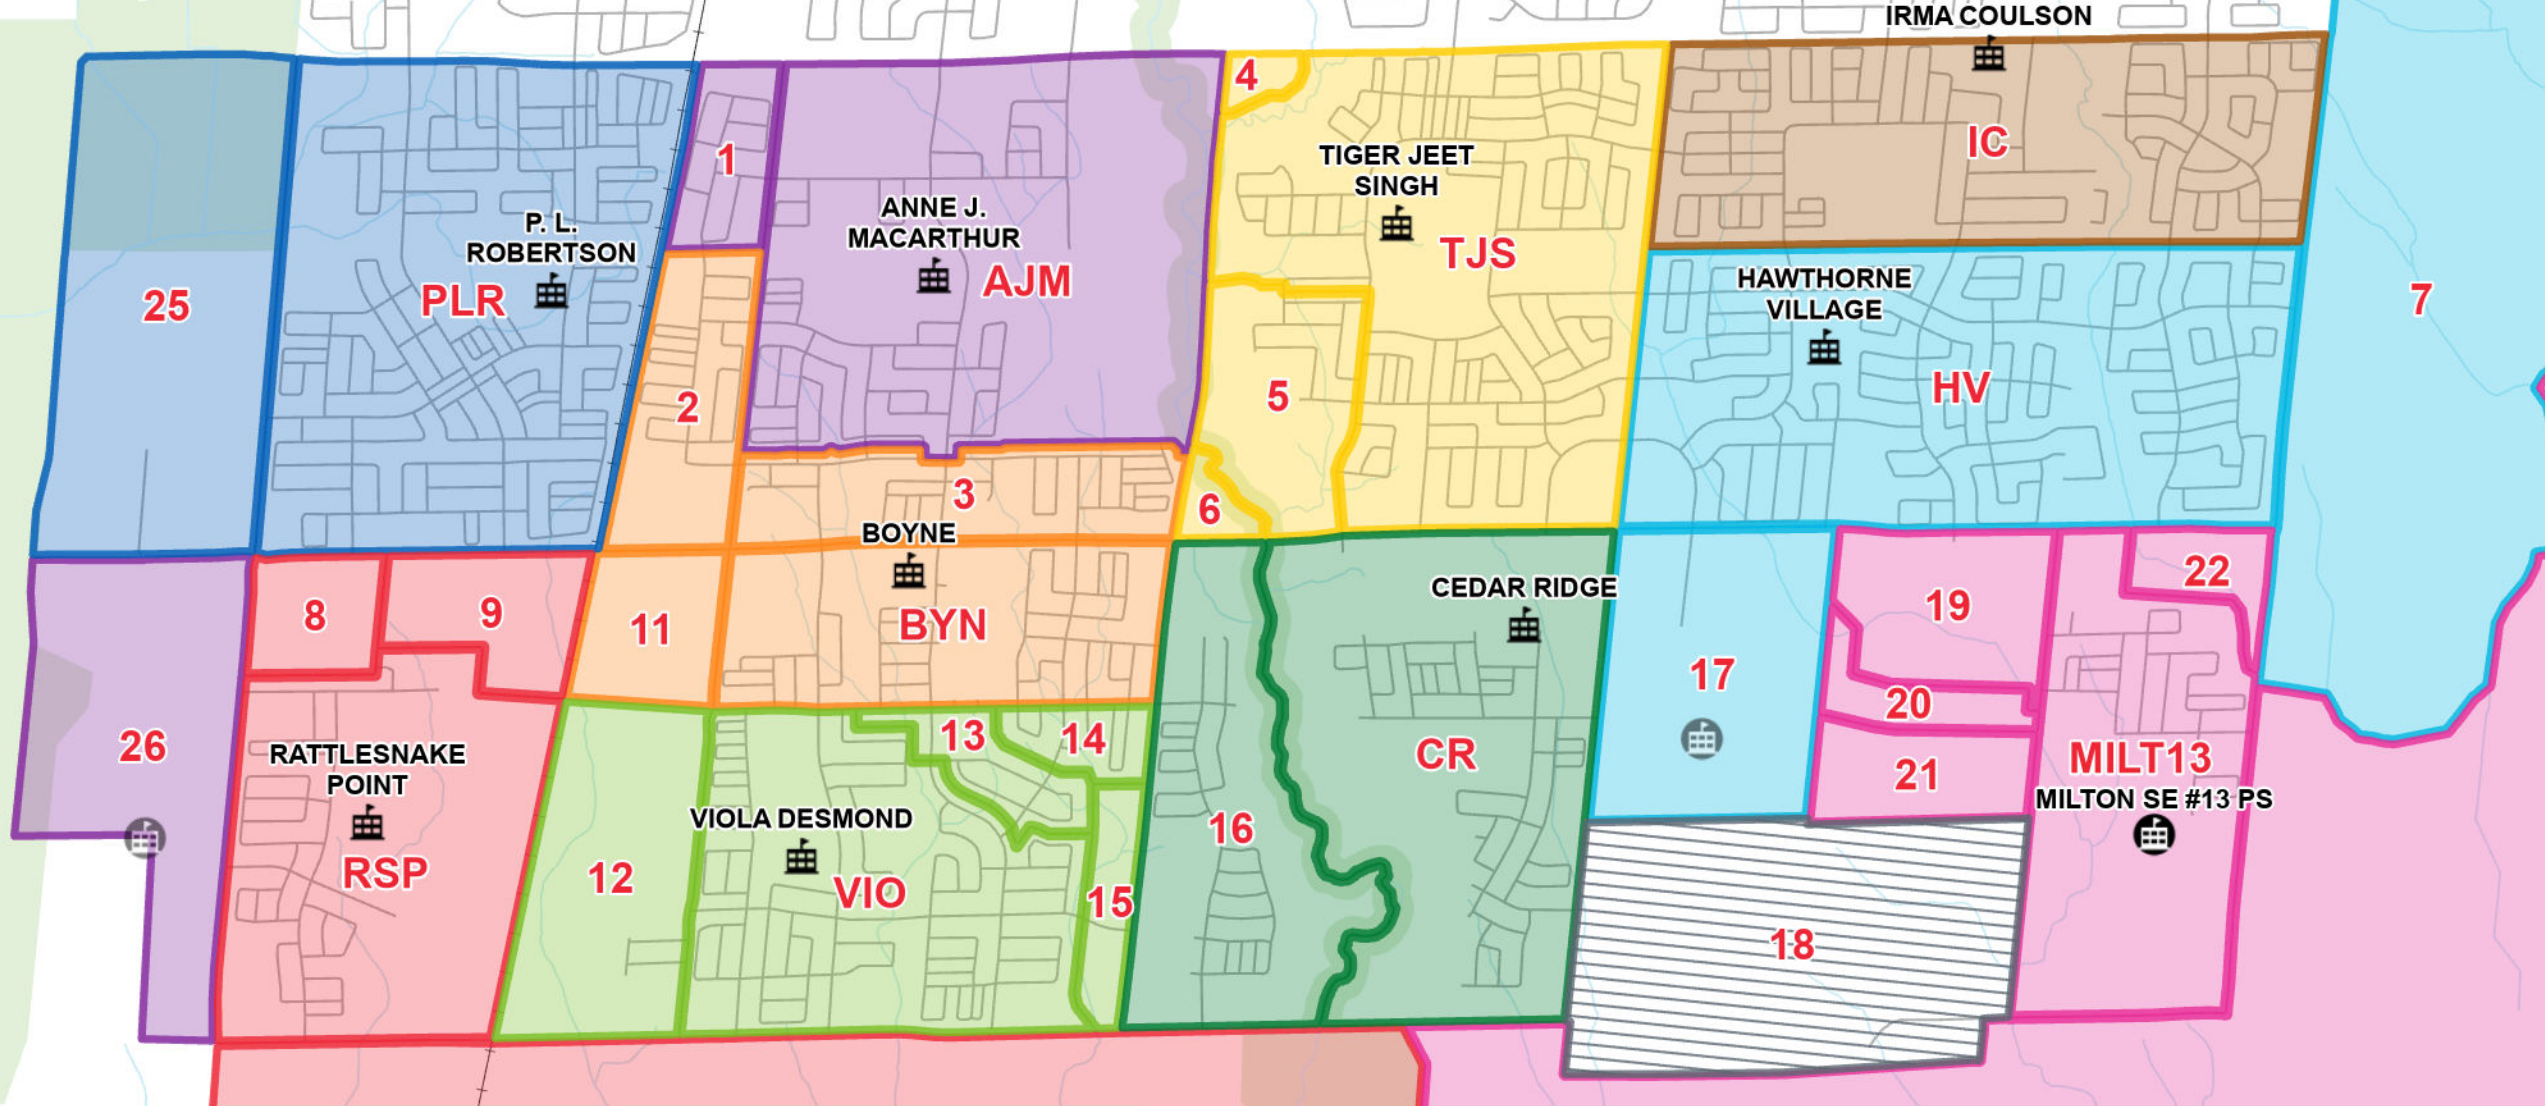 IRMA COULSON
4
IC
1
TIGER JEET
SINGH
TJS
ANNE J.
MACARTHUR
AJM
P. L.
ROBERTSON
PLR
25
HAWTHORNE
VILLAGE
HV
7
2
5
3
6
BOYNE
BYN
8
9
11
CEDAR RIDGE
CR
19
22
17
20
21
MILT13
MILTON SE #13 PS
26
RATTLESNAKE
POINT
RSP
13
14
VIOLA DESMOND
VIO
12
15
16
18